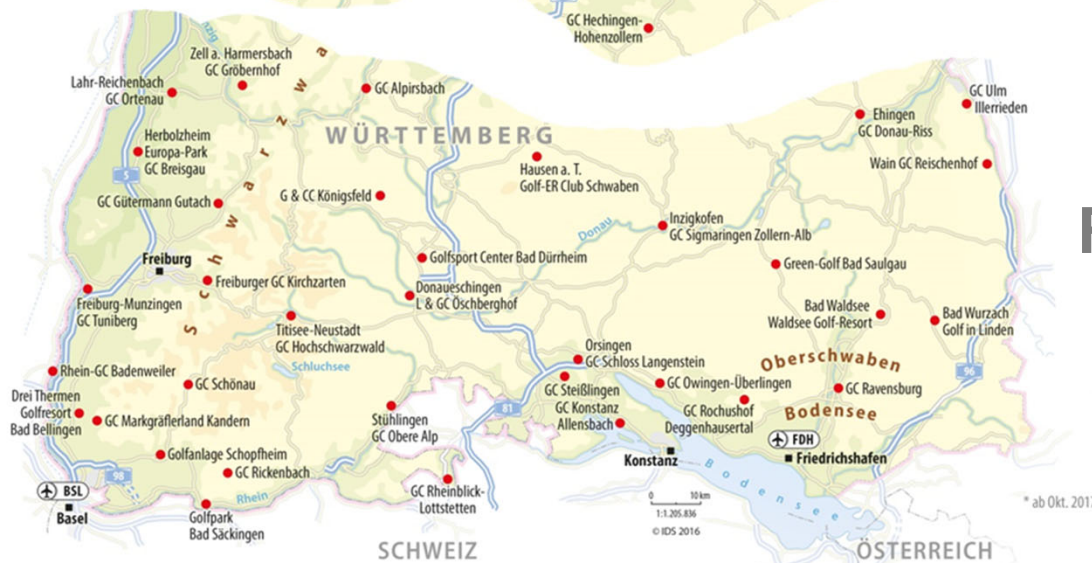 GC Hechingen-
Hohenzollern
Zell a. Harmersbach
GC Gröbernhof
Lahr-Reichenbach
GC Ortenau
GC Alpirsbach
GC Ulm
Illerrieden
Ehingen
GC Donau-Riss
WÜRTTEMBERG
Herbolzheim
Europa-Park
GC Breisgau
5
Hausen a. T.
Golf-ER Club Schwaben
Wain GC Reischenhof
G & CC Königsfeld
GC Gütermann Gutach
Schwarzwa
Donau
Inzigkofen
GC Sigmaringen Zollern-Alb
Freiburg
Golfsport Center Bad Dürrheim
Green-Golf Bad Saulgau
Freiburger GC Kirchzarten
Donaueschingen
L & GC Öschberghof
Freiburg-Munzingen
GC Tuniberg
Titisee-Neustadt
GC Hochschwarzwald
Bad Waldsee
Waldsee Golf-Resort
Bad Wurzach
Golf in Linden
Schluchsee
Orsingen
GC Schloss Langenstein
Oberschwaben
Bodensee
96
Rhein-GC Badenweiler
GC Schönau
GC Steißlingen
GC Owingen-Überlingen
GC Ravensburg
Drei Thermen
Golfresort
Bad Bellingen
GC Markgräflerland Kandern
Stühlingen
GC Obere Alp
81
GC Konstanz
Allensbach
GC Rochushof
Deggenhausertal
FDH
Friedrichshafen
Golfanlage Schopfheim
98
GC Rickenbach
Konstanz
Bodensee
BSL
Basel
Rhein
Golfpark
Bad Säckingen
GC Rheinblick-
Lottstetten
0 10 km
1:1.205.836
© IDS 2016
* ab Okt. 201
SCHWEIZ
ÖSTERREICH